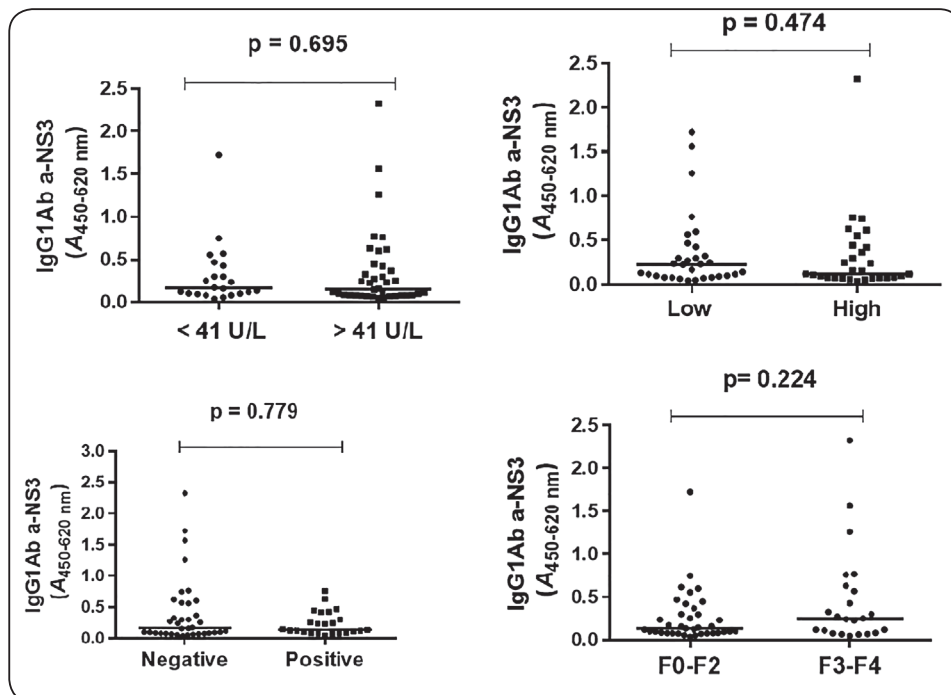 p = 0.695
IgG1Ab a-NS3
(A450-620 nm)
2.5
2.0
1.5
1.0
0.5
0.0
< 41 U/L
> 41 U/L
p = 0.474
IgG1Ab a-NS3
(A450-620 nm)
2.5
2.0
1.5
1.0
0.5
0.0
Low
High
p = 0.779
IgG1Ab a-NS3
(A450-620 nm)
3.0
2.5
2.0
1.5
1.0
0.5
0.0
Negative
Positive
p= 0.224
IgG1Ab a-NS3
(A450-620 nm)
2.5
2.0
1.5
1.0
0.5
0.0
F0-F2
F3-F4